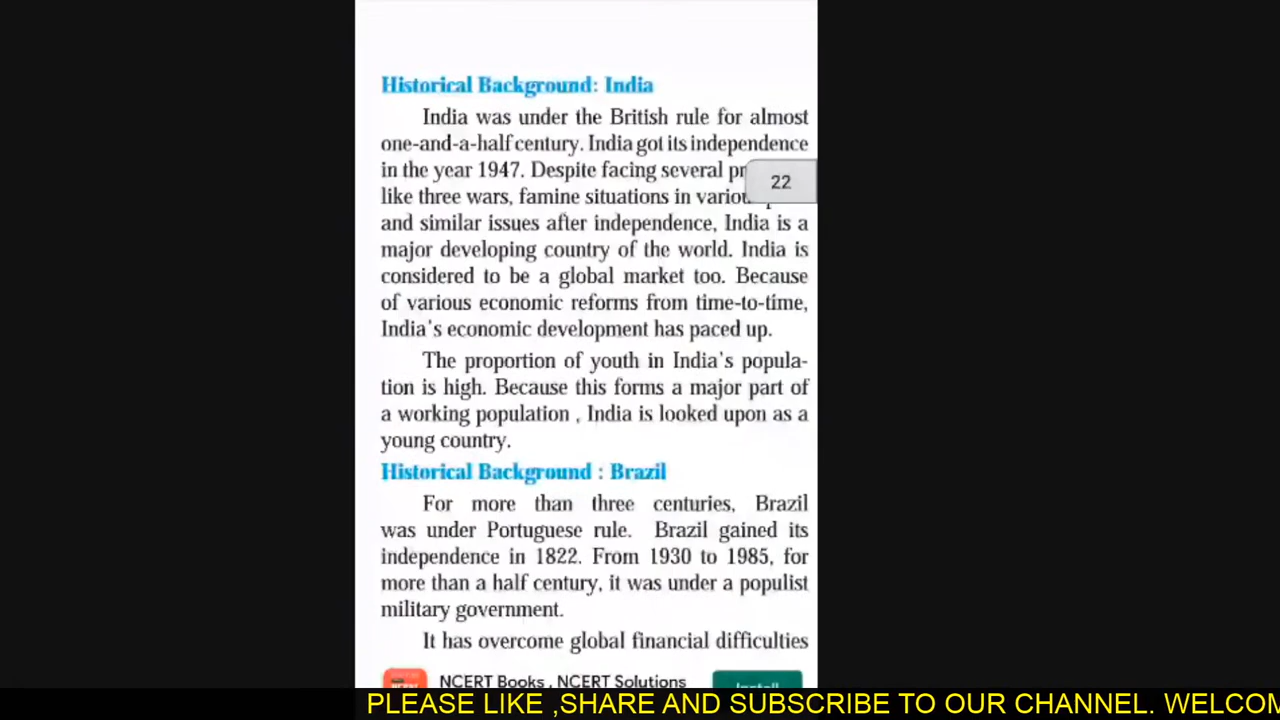 Historical Background: India
India was under the British rule for almost
one-and-a-half century. India got its independence
in the year 1947. Despite facing several
22
like three wars, famine situations in
and similar issues after independence, India is a
major developing country of the world. India is
considered to be a global market too. Because
of various economic reforms from time-to-time,
India's economic development has paced up.
The proportion of youth in India's popula-
tion is high. Because this forms a major part of
a working population , India is looked upon as a
young country.
Historical Background : Brazil
For more than three centuries, Brazil
was under Portuguese rule. Brazil gained its
independence in 1822. From 1930 to 1985, for
more than a half century, it was under a populist
military government.
It has overcome global financial difficulties
NCERT Books , NCERT Solutions
Install
PLEASE LIKE ,SHARE AND SUBSCRIBE TO OUR CHANNEL. WELCOM